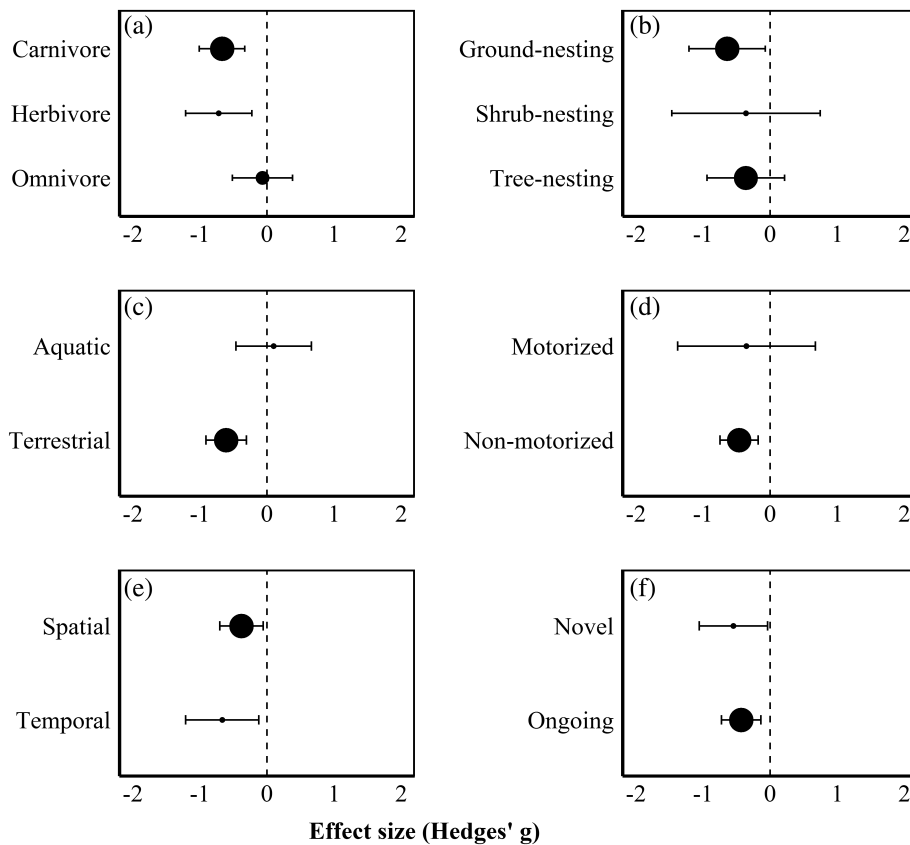 (a)
Carnivore
Herbivore
Omnivore
-2 -1 0 1 2
(b)
Ground-nesting
Shrub-nesting
Tree-nesting
-2 -1 0 1 2
(c)
Aquatic
Terrestrial
-2 -1 0 1 2
(d)
Motorized
Non-motorized
-2 -1 0 1 2
(e)
Spatial
Temporal
-2 -1 0 1 2
(f)
Novel
Ongoing
-2 -1 0 1 2
Effect size (Hedges' g)